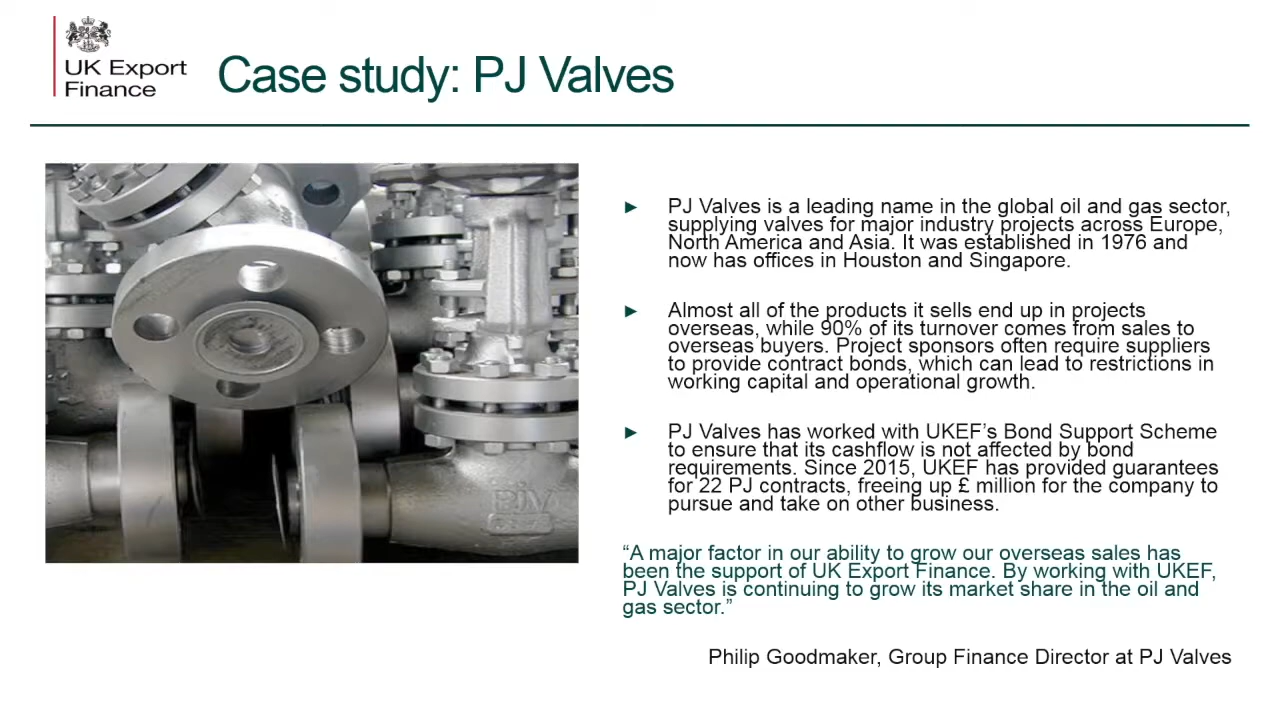 UK Export
Finance
Case study: PJ Valves
► PJ Valves is a leading name in the global oil and gas sector,
supplying valves for major industry projects across Europe,
North America and Asia. It was established in 1976 and
now has offices in Houston and Singapore.
► Almost all of the products it sells end up in projects
overseas, while 90% of its turnover comes from sales to
overseas buyers. Project sponsors often require suppliers
to provide contract bonds, which can lead to restrictions in
working capital and operational growth.
► PJ Valves has worked with UKEF’s Bond Support Scheme
to ensure that its cashflow is not affected by bond
requirements. Since 2015, UKEF has provided guarantees
for 22 PJ contracts, freeing up £ million for the company to
pursue and take on other business.
“A major factor in our ability to grow our overseas sales has
been the support of UK Export Finance. By working with UKEF,
PJ Valves is continuing to grow its market share in the oil and
gas sector.”
Philip Goodmaker, Group Finance Director at PJ Valves
PJV